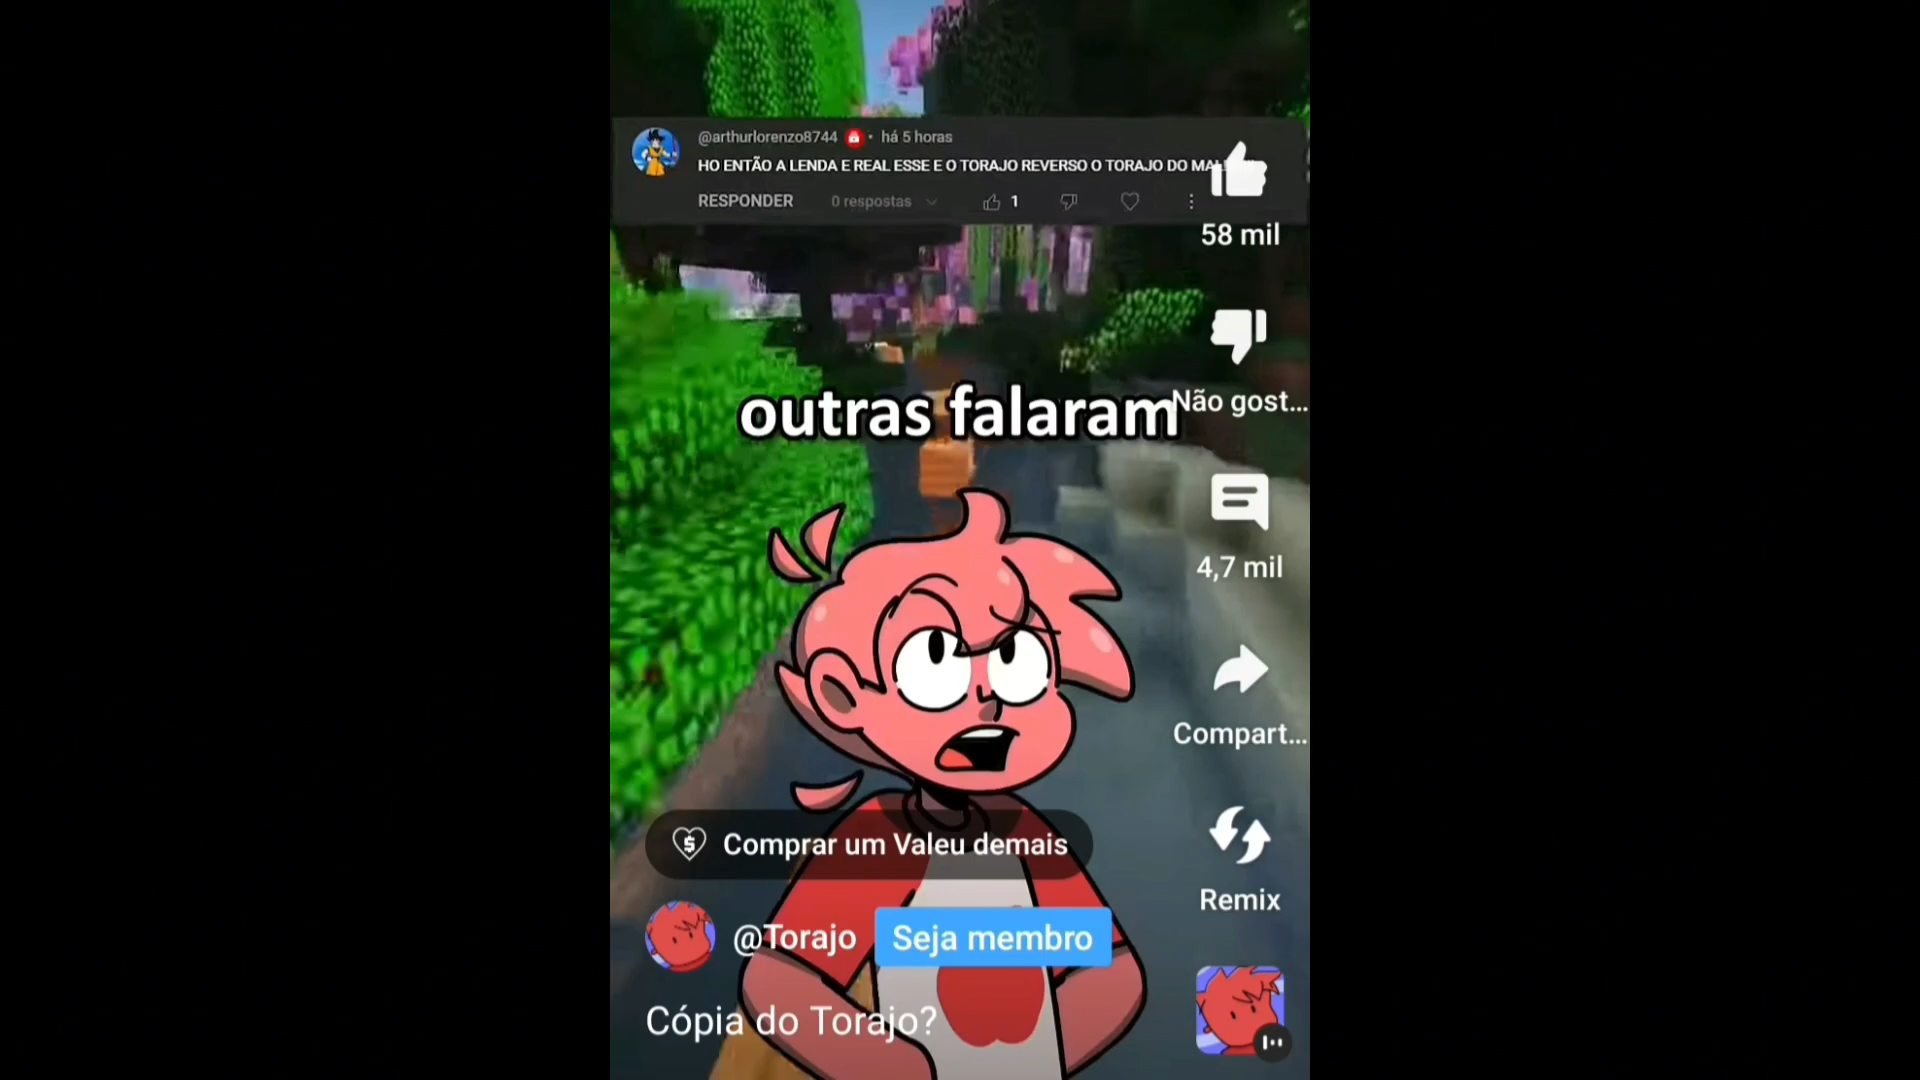 @arthurlorenzo8744 • há 5 horas
HO ENTÃO A LENDA E REAL ESSE E O TORAJO REVERSO O TORAJO DO MAL
RESPONDER 0 respostas 1
58 mil
Não gost...
outras falaram
4,7 mil
Compart...
Comprar um Valeu demais
Remix
@Torajo Seja membro
Cópia do Torajo?